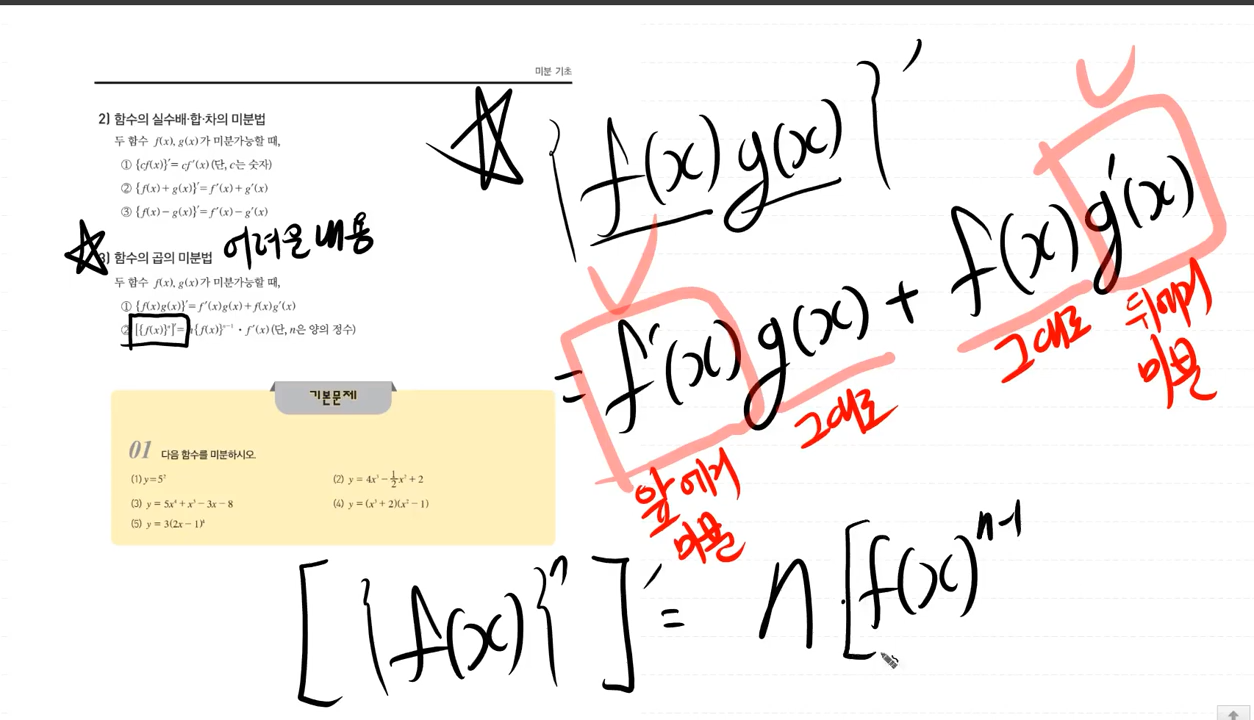 미분 기초
2) 함수의 실수배·합·차의 미분법
두 함수 f(x), g(x)가 미분가능할 때,
① {cf(x)}′= cf′(x) (단, c는 숫자)
② {f(x)+g(x)}′= f′(x)+g′(x)
③ {f(x)−g(x)}′= f′(x)−g′(x)
3) 함수의 곱의 미분법 어려운 내용
두 함수 f(x), g(x)가 미분가능할 때,
① {f(x)g(x)}′= f′(x)g(x)+f(x)g′(x)
② [{f(x)}ⁿ]′= n{f(x)}ⁿ⁻¹ · f′(x) (단, n은 양의 정수)
기본문제
01 다음 함수를 미분하시오.
(1) y=5
(2) y = 4x − 1/2 x + 2
(3) y = 5x⁴+x³−3x−8
(4) y=(x³+2)(x²−1)
(5) y = 3(2x−1)
{f(x)g(x)}′
= f′(x)g(x) + f(x)g′(x)
앞에거 미분
그대로
그대로
뒤에거 미분
[{f(x)}ⁿ]′ = n[f(x)ⁿ⁻¹